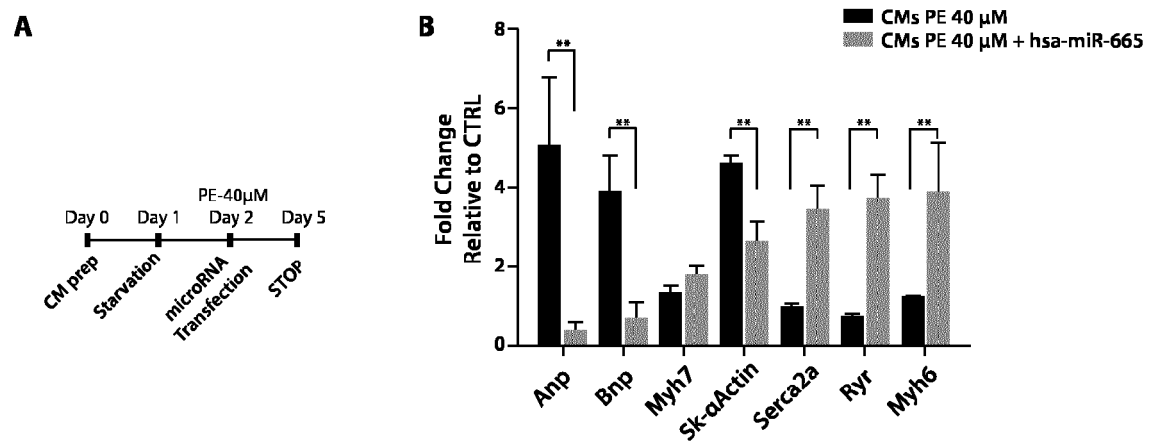 A
PE-40µM
Day 0 Day 1 Day 2 Day 5
CM prep
Starvation
microRNA
Transfection
STOP
B
CMs PE 40 µM
CMs PE 40 µM + hsa-miR-665
Fold Change
Relative to CTRL
8
6
4
2
0
**
**
**
**
**
**
Anp
Bnp
Myh7
Sk-αActin
Serca2a
Ryr
Myh6